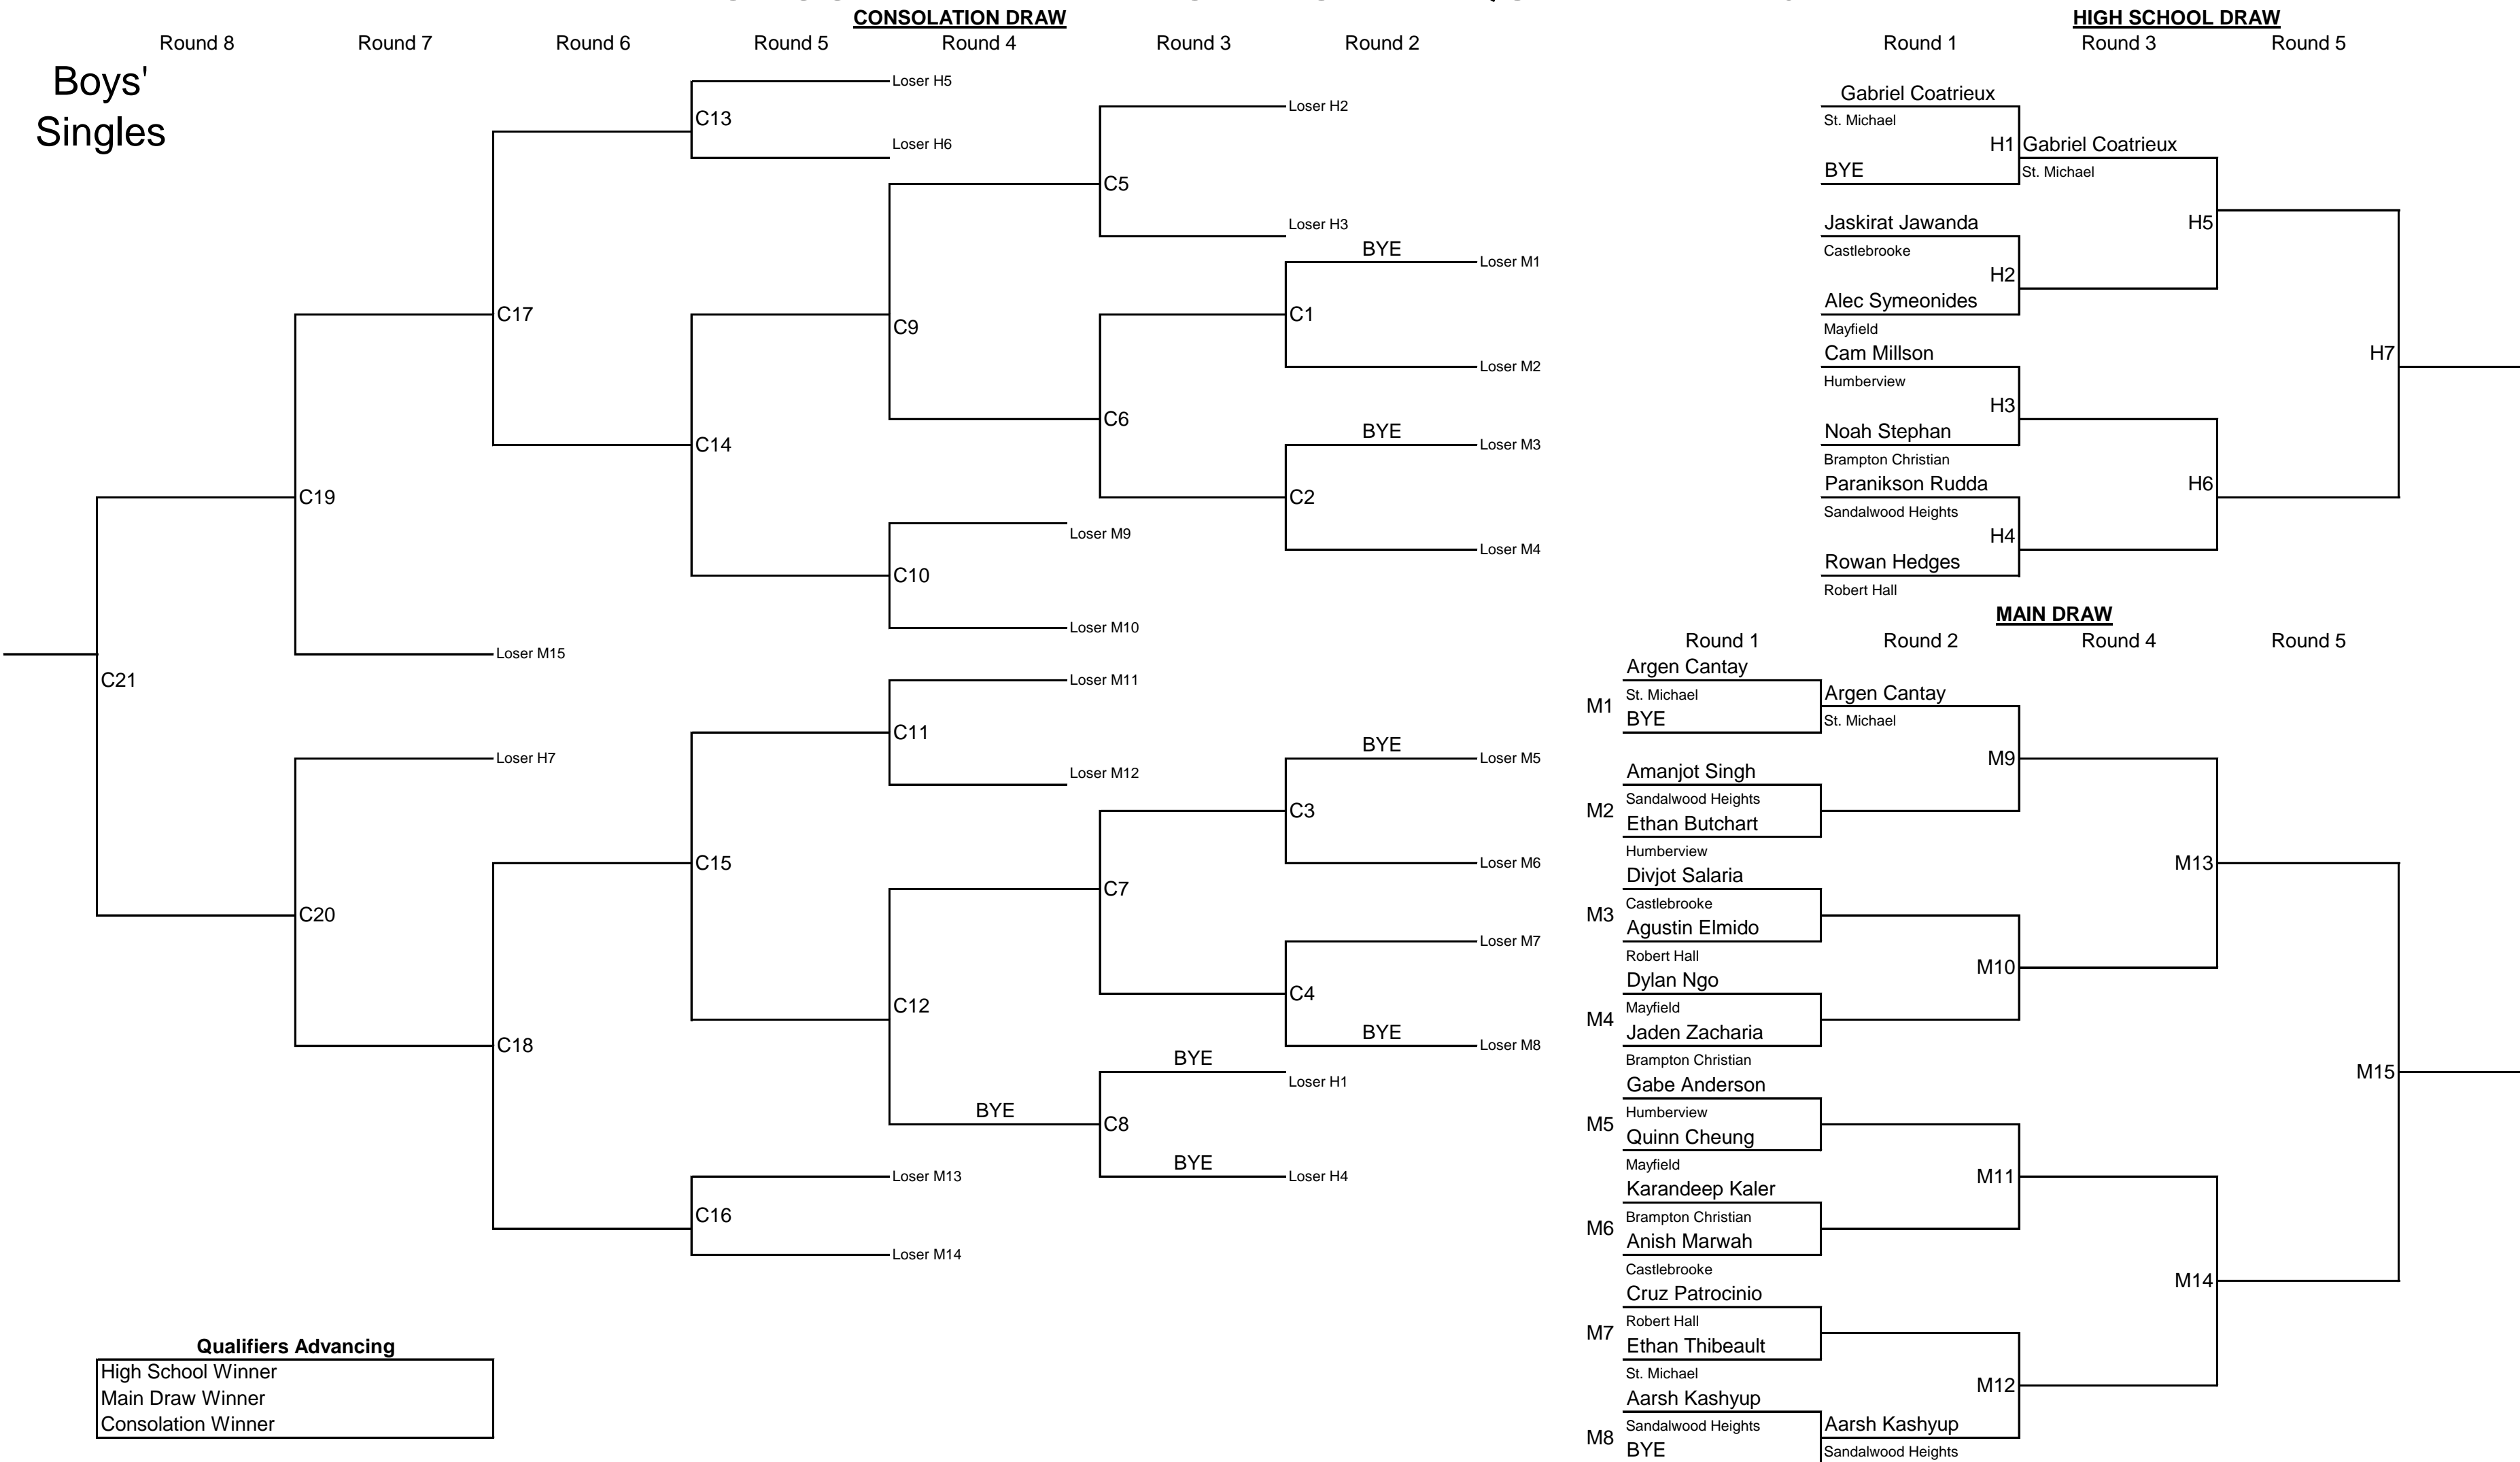 CONSOLATION DRAW
HIGH SCHOOL DRAW
Round 8
Round 7
Round 6
Round 5
Round 4
Round 3
Round 2
Round 1
Round 3
Round 5
Boys'
Singles
Loser H5
C13
Loser H6
Loser H2
C5
Loser H3
BYE
Loser M1
C17
C9
C1
Loser M2
C14
C6
BYE
Loser M3
C19
C2
Loser M9
Loser M4
C10
Loser M10
Loser M15
C21
Loser M11
C11
BYE
Loser M5
Loser H7
Loser M12
C3
C15
Loser M6
C7
C20
Loser M7
C12
C4
BYE
Loser M8
C18
BYE
Loser H1
BYE
C8
BYE
Loser H4
Loser M13
C16
Loser M14
Gabriel Coatrieux
St. Michael
H1
Gabriel Coatrieux
BYE
St. Michael
Jaskirat Jawanda
H5
Castlebrooke
H2
Alec Symeonides
Mayfield
Cam Millson
H7
Humberview
H3
Noah Stephan
Brampton Christian
Paranikson Rudda
H6
Sandalwood Heights
H4
Rowan Hedges
Robert Hall
MAIN DRAW
Round 1
Round 2
Round 4
Round 5
Argen Cantay
M1
St. Michael
Argen Cantay
BYE
St. Michael
M9
Amanjot Singh
M2
Sandalwood Heights
Ethan Butchart
Humberview
M13
Divjot Salaria
M3
Castlebrooke
Agustin Elmido
Robert Hall
M10
Dylan Ngo
M4
Mayfield
Jaden Zacharia
Brampton Christian
M15
Gabe Anderson
M5
Humberview
Quinn Cheung
Mayfield
M11
Karandeep Kaler
M6
Brampton Christian
Anish Marwah
Castlebrooke
M14
Cruz Patrocinio
M7
Robert Hall
Ethan Thibeault
St. Michael
M12
Aarsh Kashyup
M8
Sandalwood Heights
Aarsh Kashyup
BYE
Sandalwood Heights
Qualifiers Advancing
High School Winner
Main Draw Winner
Consolation Winner